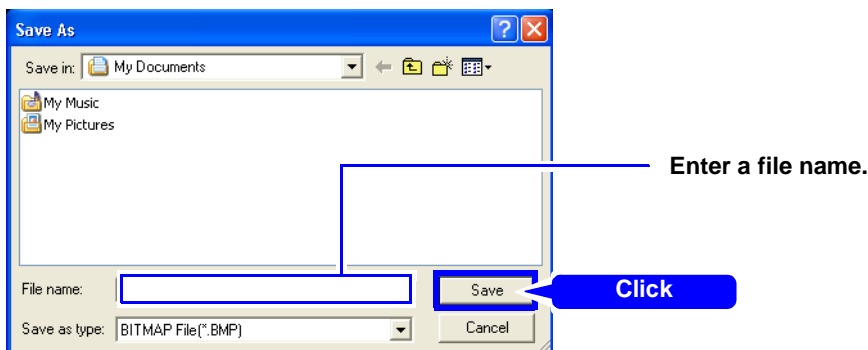 Save As
Save in: My Documents
My Music
My Pictures
Enter a file name.
File name: Save
Click
Save as type: BITMAP File(*.BMP) Cancel